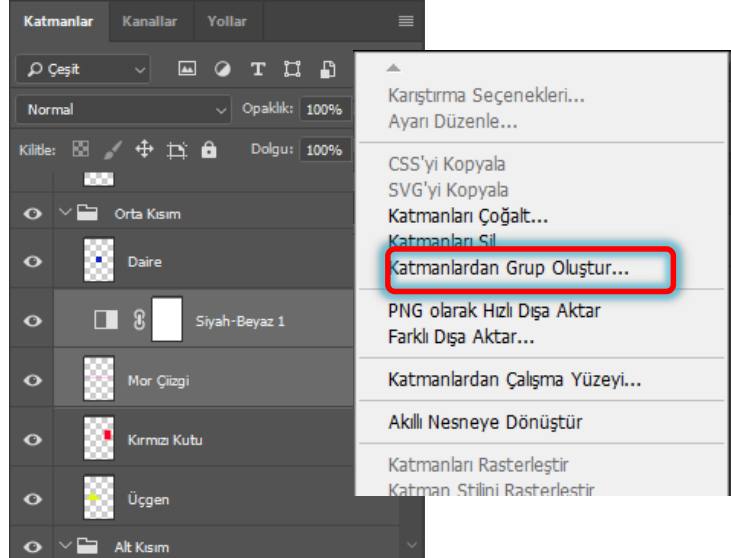 Katmanlar Kanallar Yollar
Çeşit
Normal Opaklık: 100%
Kilitle: Dolgu: 100%
Orta Kısım
Daire
Siyah-Beyaz 1
Mor Çiizgi
Kırmızı Kutu
Üçgen
Alt Kısım
Karıştırma Seçenekleri...
Ayarı Düzenle...
CSS'yi Kopyala
SVG'yi Kopyala
Katmanları Çoğalt...
Katmanları Sil
Katmanlardan Grup Oluştur...
PNG olarak Hızlı Dışa Aktar
Farklı Dışa Aktar...
Katmanlardan Çalışma Yüzeyi...
Akıllı Nesneye Dönüştür
Katmanları Rasterleştir
Katman Stilini Rasterleştir